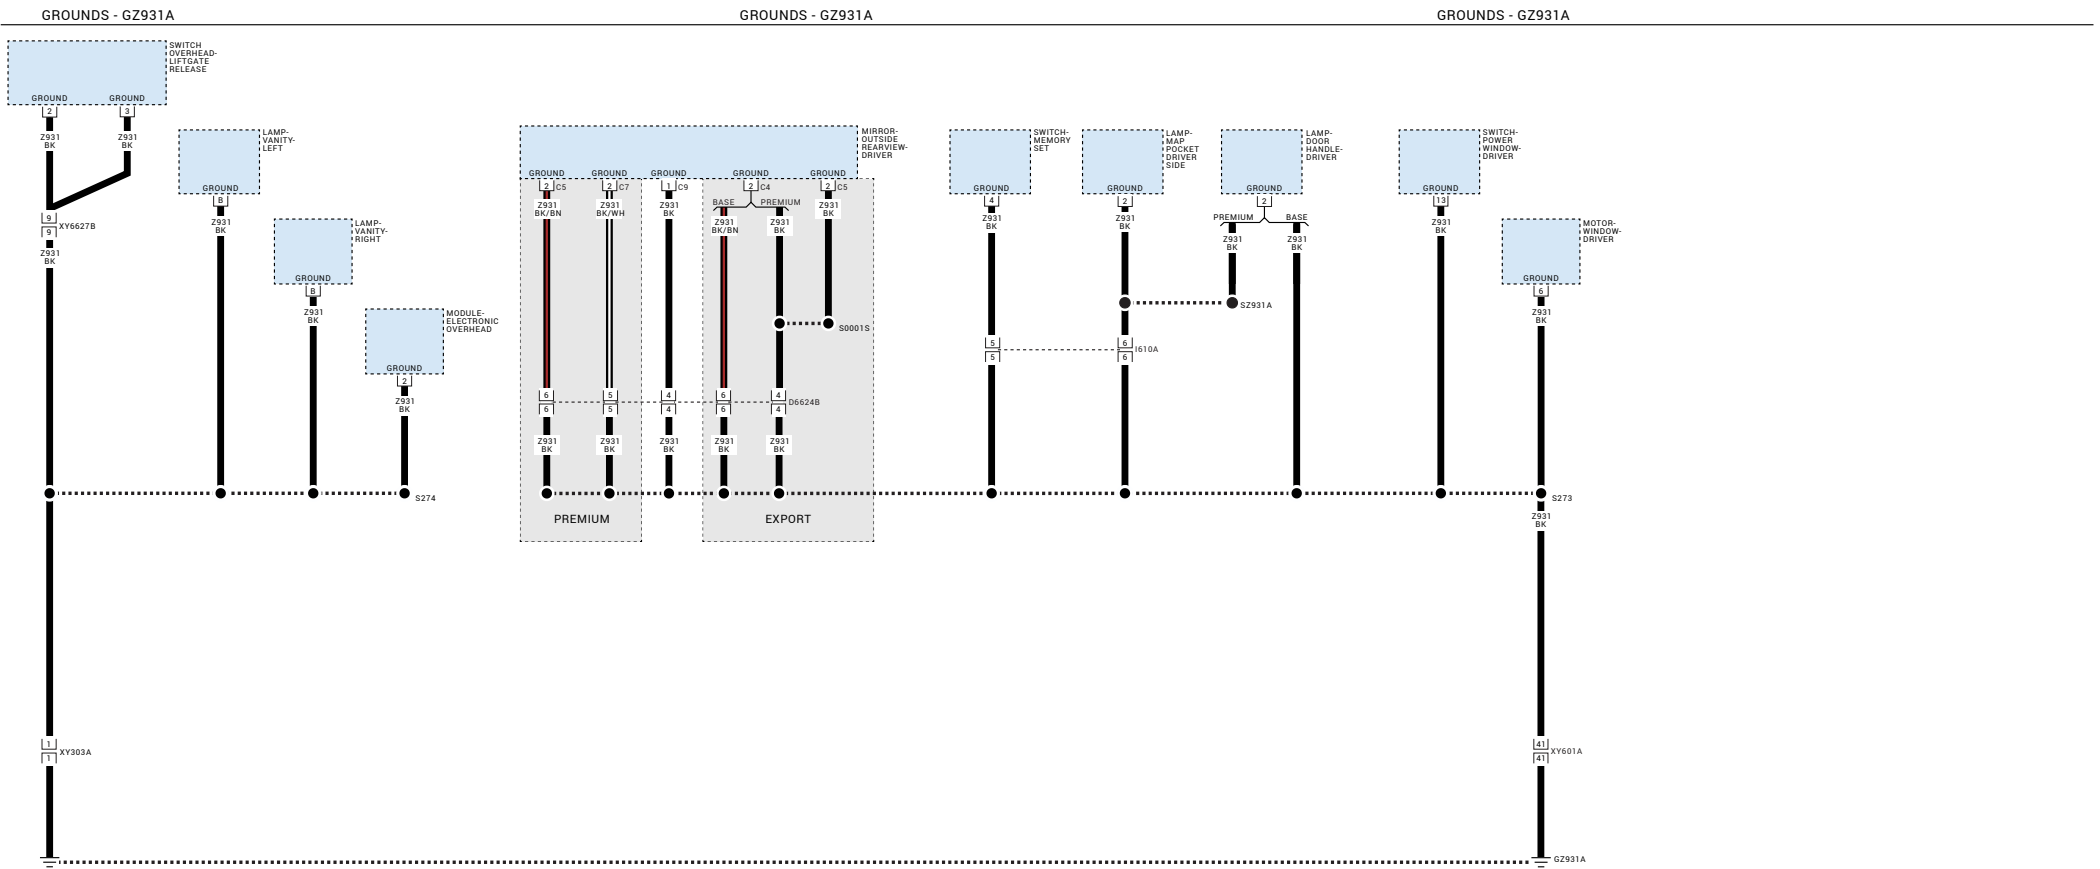 GROUNDS - GZ931A
GROUNDS - GZ931A
GROUNDS - GZ931A
SWITCH
OVERHEAD-
LIFTGATE
RELEASE
GROUND
GROUND
2
3
Z931
BK
Z931
BK
9
9
XY6627B
Z931
BK
LAMP-
VANITY-
LEFT
GROUND
B
Z931
BK
LAMP-
VANITY-
RIGHT
GROUND
B
Z931
BK
MODULE-
ELECTRONIC
OVERHEAD
GROUND
2
Z931
BK
S274
1
1
XY303A
MIRROR-
OUTSIDE
REARVIEW-
DRIVER
GROUND
GROUND
GROUND
GROUND
GROUND
2 C5
2 C7
1 C9
2 C4
2 C5
Z931
BK/BN
Z931
BK/WH
Z931
BK
BASE
PREMIUM
Z931
BK/BN
Z931
BK
Z931
BK
S0001S
6
6
5
5
4
4
6
6
4
4
D6624B
Z931
BK
Z931
BK
Z931
BK
Z931
BK
Z931
BK
PREMIUM
EXPORT
SWITCH-
MEMORY
SET
GROUND
4
Z931
BK
5
5
LAMP-
MAP
POCKET
DRIVER
SIDE
GROUND
2
Z931
BK
6
6
I610A
LAMP-
DOOR
HANDLE-
DRIVER
GROUND
2
PREMIUM
BASE
Z931
BK
Z931
BK
SZ931A
SWITCH-
POWER
WINDOW-
DRIVER
GROUND
13
Z931
BK
MOTOR-
WINDOW-
DRIVER
GROUND
6
Z931
BK
S273
Z931
BK
41
41
XY601A
GZ931A